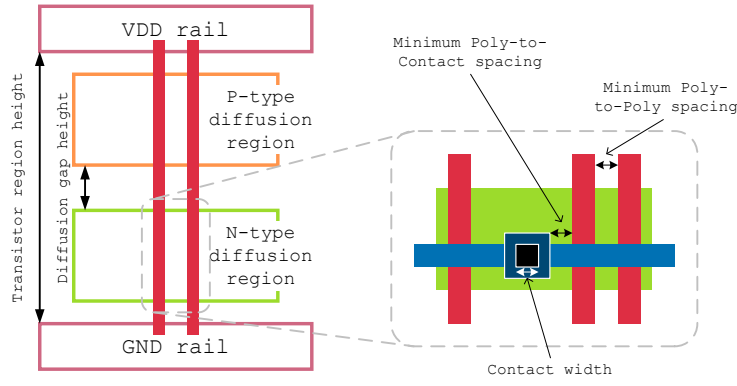 VDD rail
P-type
diffusion
region
N-type
diffusion
region
GND rail
Transistor region height
Diffusion gap height
Minimum Poly-to-
Contact spacing
Minimum Poly-
to-Poly spacing
Contact width